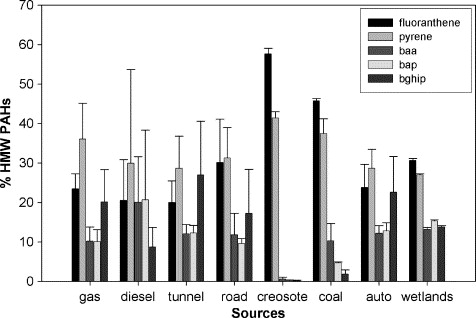 70
60
50
40
30
20
10
0
% HMW PAHs
fluoranthene
pyrene
baa
bap
bghip
gas diesel tunnel road creosote coal auto wetlands
Sources